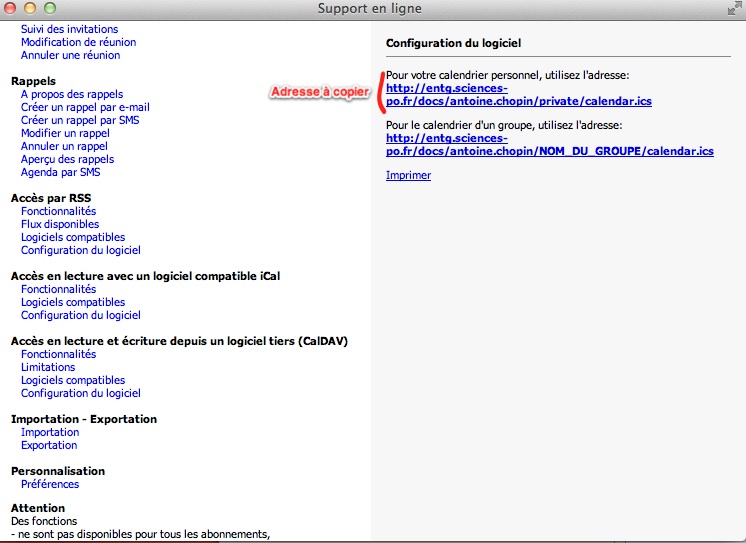 Support en ligne
Suivi des invitations
Modification de réunion
Annuler une réunion
Rappels
A propos des rappels
Créer un rappel par e-mail
Créer un rappel par SMS
Modifier un rappel
Annuler un rappel
Aperçu des rappels
Agenda par SMS
Accès par RSS
Fonctionnalités
Flux disponibles
Logiciels compatibles
Configuration du logiciel
Accès en lecture avec un logiciel compatible iCal
Fonctionnalités
Logiciels compatibles
Configuration du logiciel
Accès en lecture et écriture depuis un logiciel tiers (CalDAV)
Fonctionnalités
Limitations
Logiciels compatibles
Configuration du logiciel
Importation - Exportation
Importation
Exportation
Personnalisation
Préférences
Attention
Des fonctions
- ne sont pas disponibles pour tous les abonnements,
Configuration du logiciel
Pour votre calendrier personnel, utilisez l'adresse:
Adresse à copier
http://entg.sciences-
po.fr/docs/antoine.chopin/private/calendar.ics
Pour le calendrier d'un groupe, utilisez l'adresse:
http://entg.sciences-
po.fr/docs/antoine.chopin/NOM_DU_GROUPE/calendar.ics
Imprimer